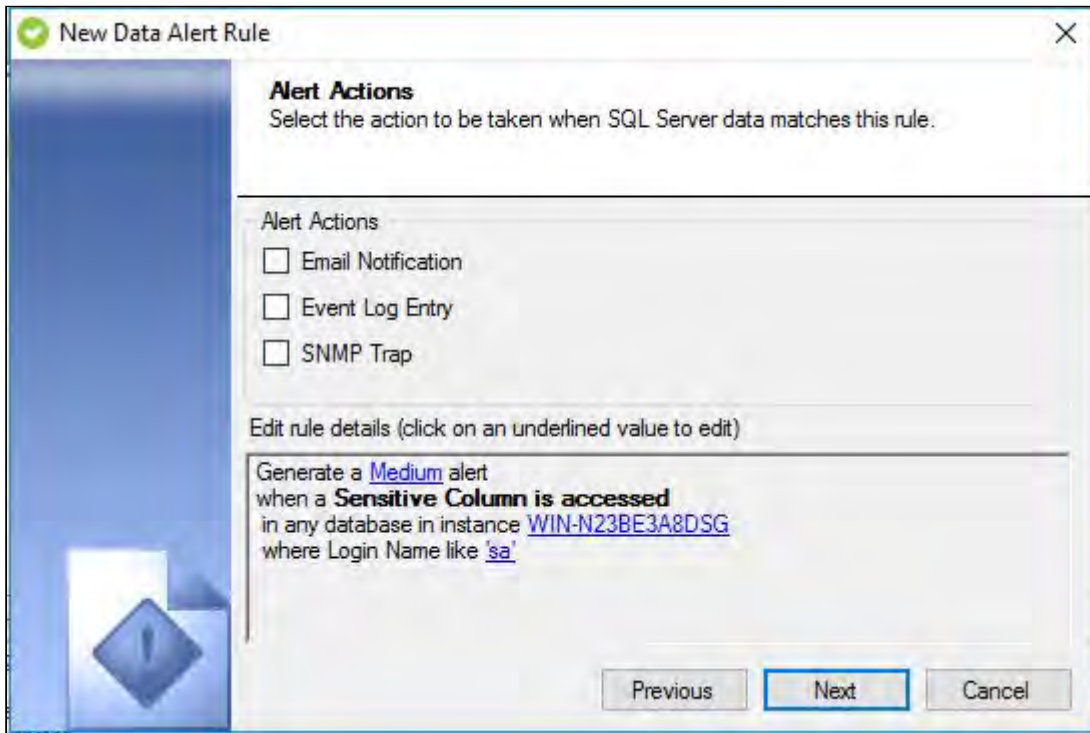 New Data Alert Rule
Alert Actions
Select the action to be taken when SQL Server data matches this rule.
Alert Actions
Email Notification
Event Log Entry
SNMP Trap
Edit rule details (click on an underlined value to edit)
Generate a Medium alert
when a Sensitive Column is accessed
in any database in instance WIN-N23BE3A8DSG
where Login Name like 'sa'
Previous
Next
Cancel